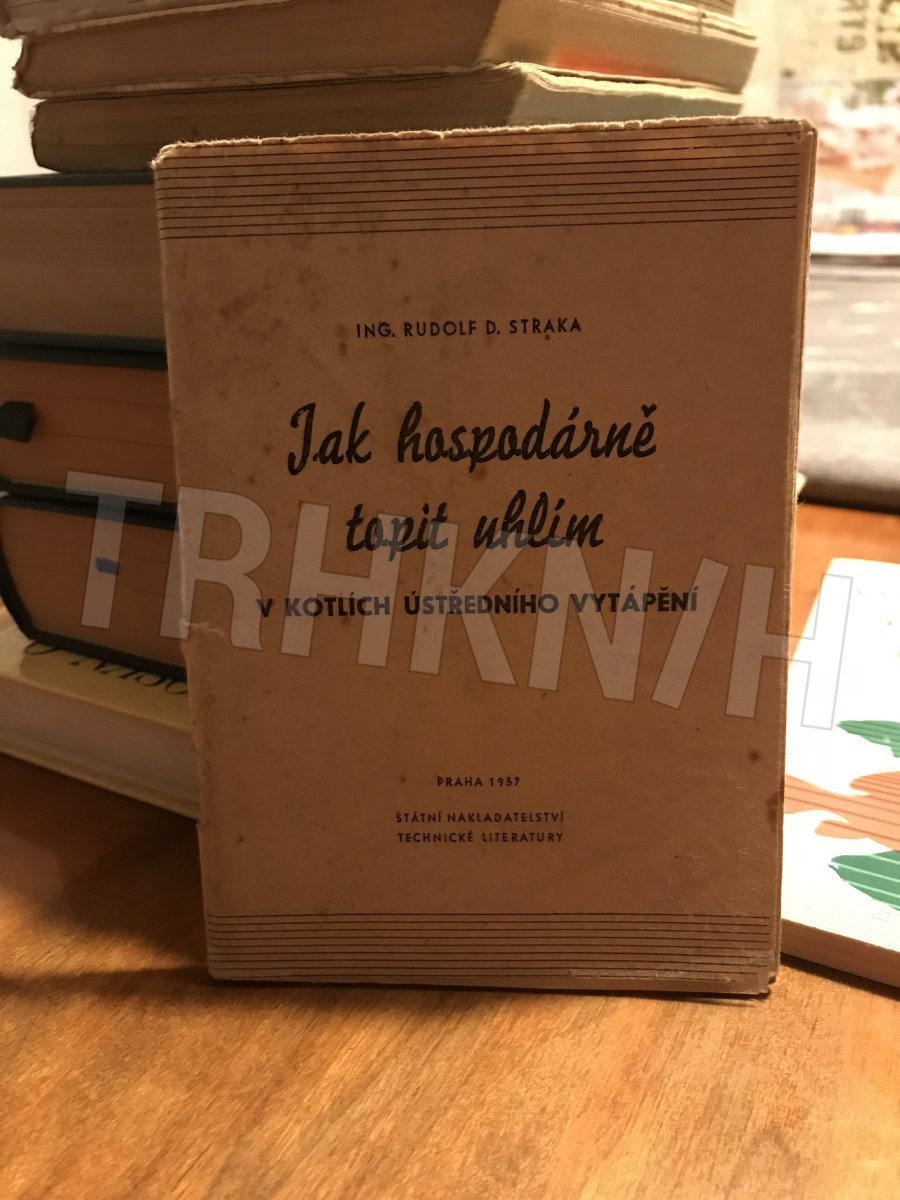 ING. RUDOLF D. STRAKA
Jak hospodárně
topit uhlím
V KOTLÍCH ÚSTŘEDNÍHO VYTÁPĚNÍ
TRHKNIH
PRAHA 1957
STÁTNÍ NAKLADATELSTVÍ
TECHNICKÉ LITERATURY